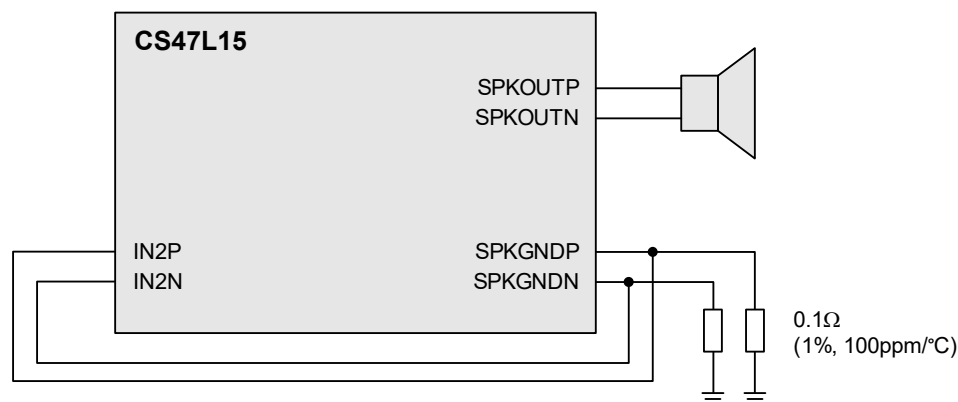 CS47L15
SPKOUTP
SPKOUTN
IN2P
IN2N
SPKGNDP
SPKGNDN
0.1Ω
(1%, 100ppm/°C)